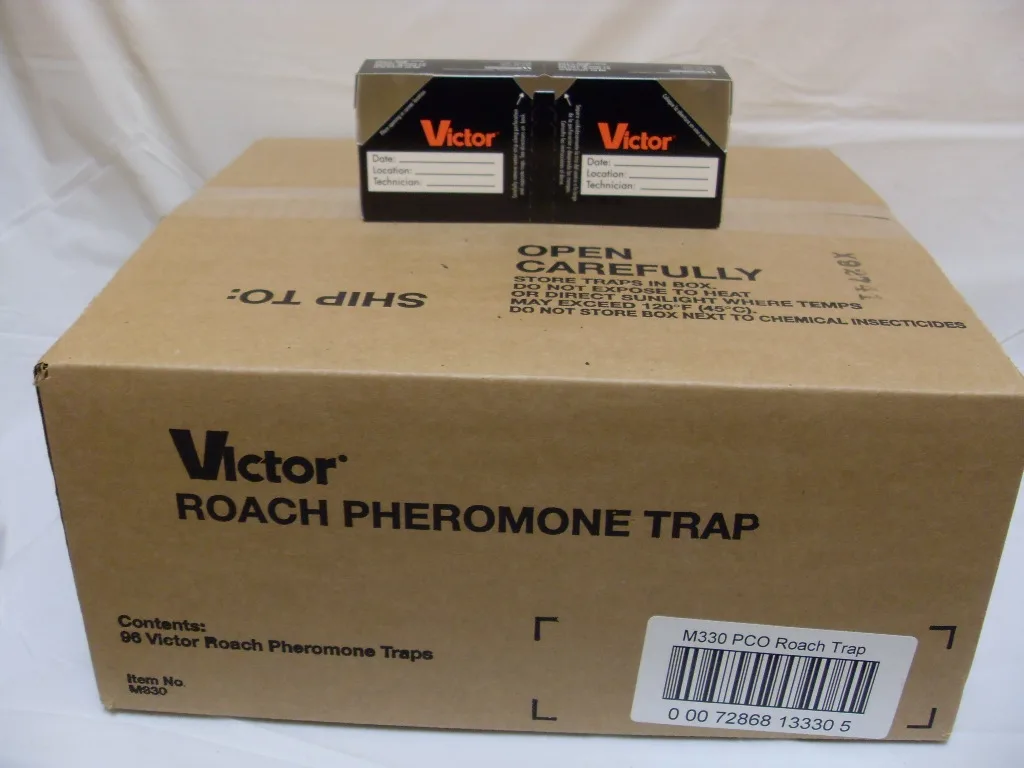 Victor
Date:
Location:
Technician:
Victor
Date:
Location:
Technician:
SHIP TO:
OPEN
CAREFULLY
STORE TRAPS IN BOX.
DO NOT EXPOSE TO HEAT
OR DIRECT SUNLIGHT WHERE TEMPS
MAY EXCEED 120°F (45°C).
DO NOT STORE BOX NEXT TO CHEMICAL INSECTICIDES
Victor
ROACH PHEROMONE TRAP
Contents:
96 Victor Roach Pheromone Traps
Item No.
M330
M330 PCO Roach Trap
0 00 72868 13330 5